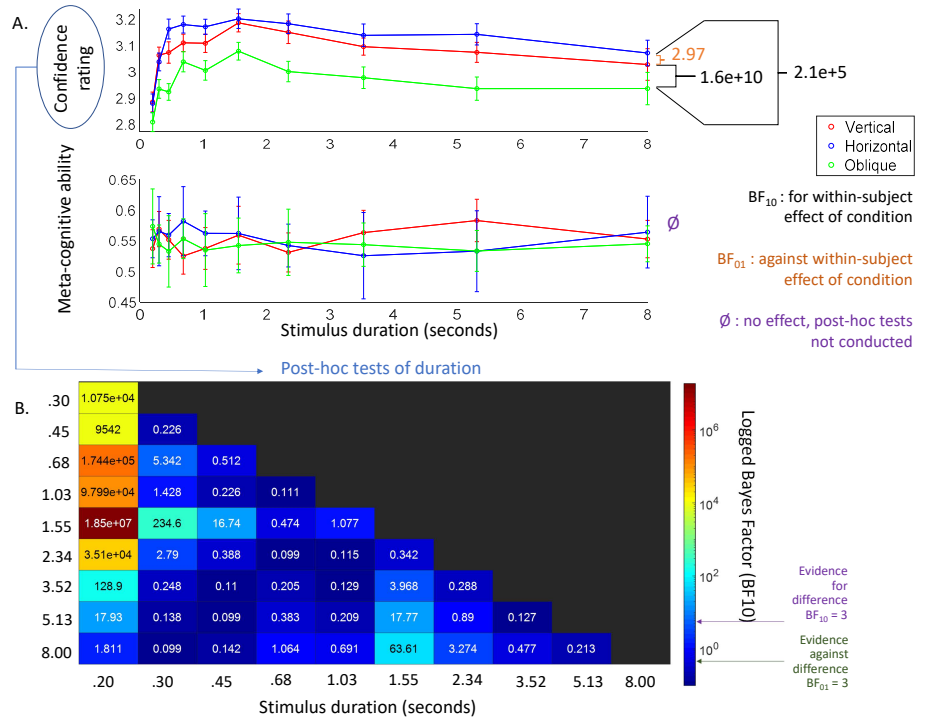 A.
Confidence
rating
3.2
3.1
3
2.9
2.8
0 1 2 3 4 5 6 7 8
2.97
1.6e+10
2.1e+5
Vertical
Horizontal
Oblique
Meta-cognitive ability
0.65
0.6
0.55
0.5
0.45
0 1 2 3 4 5 6 7 8
Stimulus duration (seconds)
Ø
BF10 : for within-subject
effect of condition
BF01 : against within-subject
effect of condition
Ø : no effect, post-hoc tests
not conducted
Post-hoc tests of duration
B.
.30 1.075e+04
.45 9542 0.226
.68 1.744e+05 5.342 0.512
1.03 9.799e+04 1.428 0.226 0.111
1.55 1.85e+07 234.6 16.74 0.474 1.077
2.34 3.51e+04 2.79 0.388 0.099 0.115 0.342
3.52 128.9 0.248 0.11 0.205 0.129 3.968 0.288
5.13 17.93 0.138 0.099 0.383 0.209 17.77 0.89 0.127
8.00 1.811 0.099 0.142 1.064 0.691 63.61 3.274 0.477 0.213
.20 .30 .45 .68 1.03 1.55 2.34 3.52 5.13 8.00
Stimulus duration (seconds)
10^6
10^4
10^2
10^0
Logged Bayes Factor (BF10)
Evidence
for
difference
BF10 = 3
Evidence
against
difference
BF01 = 3